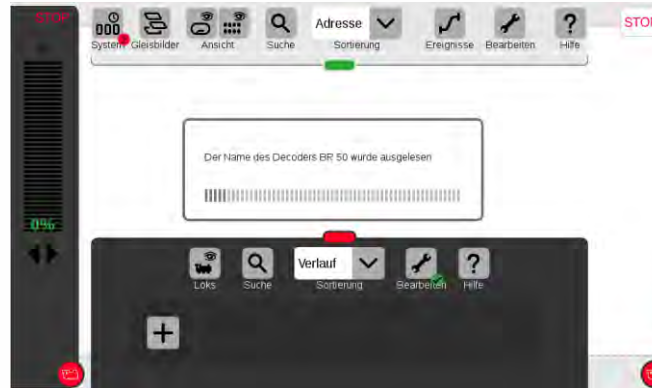 STOP
System
Gleisbilder
Ansicht
Suche
Adresse
Sortierung
Ereignisse
Bearbeiten
?
Hilfe
STOP
Der Name des Decoders BR 50 wurde ausgelesen
0%
Loks
Suche
Verlauf
Sortierung
Bearbeiten
?
Hilfe